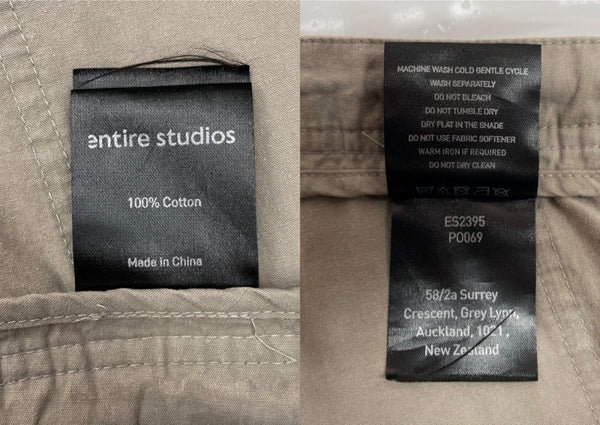 entire studios
100% Cotton
Made in China
MACHINE WASH COLD GENTLE CYCLE
WASH SEPARATELY
DO NOT BLEACH
DO NOT TUMBLE DRY
DRY FLAT IN THE SHADE
DO NOT USE FABRIC SOFTENER
WARM IRON IF REQUIRED
DO NOT DRY CLEAN
ES2395
PO069
58/2a Surrey
Crescent, Grey Lynn,
Auckland, 1021,
New Zealand